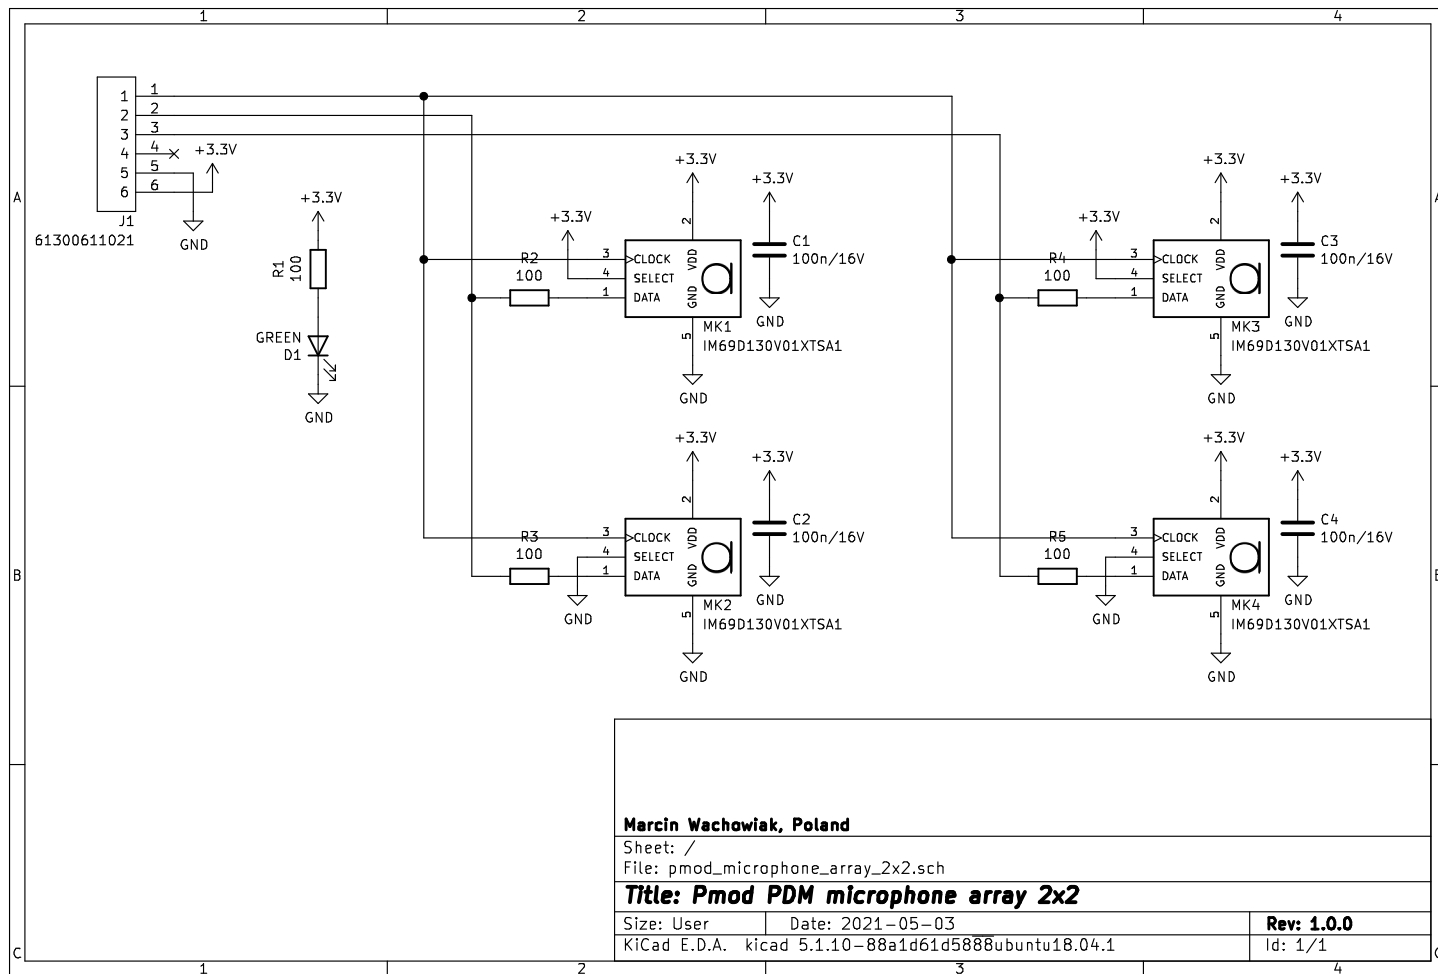 1 2 3 4
1 1
2 2
3 3
4 4
5 5
6 6
+3.3V
J1
61300611021
GND
A
A
+3.3V
R1
100
GREEN
D1
GND
+3.3V
+3.3V
+3.3V
2
R2
100
3
4
1
CLOCK
SELECT
DATA
VDD
GND
C1
100n/16V
GND
5
MK1
IM69D130V01XTSA1
GND
+3.3V
+3.3V
+3.3V
2
R4
100
3
4
1
CLOCK
SELECT
DATA
VDD
GND
C3
100n/16V
GND
5
MK3
IM69D130V01XTSA1
GND
+3.3V
+3.3V
2
R3
100
3
4
1
CLOCK
SELECT
DATA
VDD
GND
C2
100n/16V
GND
GND
5
MK2
IM69D130V01XTSA1
GND
+3.3V
+3.3V
2
R5
100
3
4
1
CLOCK
SELECT
DATA
VDD
GND
C4
100n/16V
GND
GND
5
MK4
IM69D130V01XTSA1
GND
B
Marcin Wachowiak, Poland
Sheet: /
File: pmod_microphone_array_2x2.sch
Title: Pmod PDM microphone array 2x2
Size: User Date: 2021-05-03 Rev: 1.0.0
KiCad E.D.A. kicad 5.1.10-88a1d61d5888ubuntu18.04.1 Id: 1/1
C
1 2 3 4